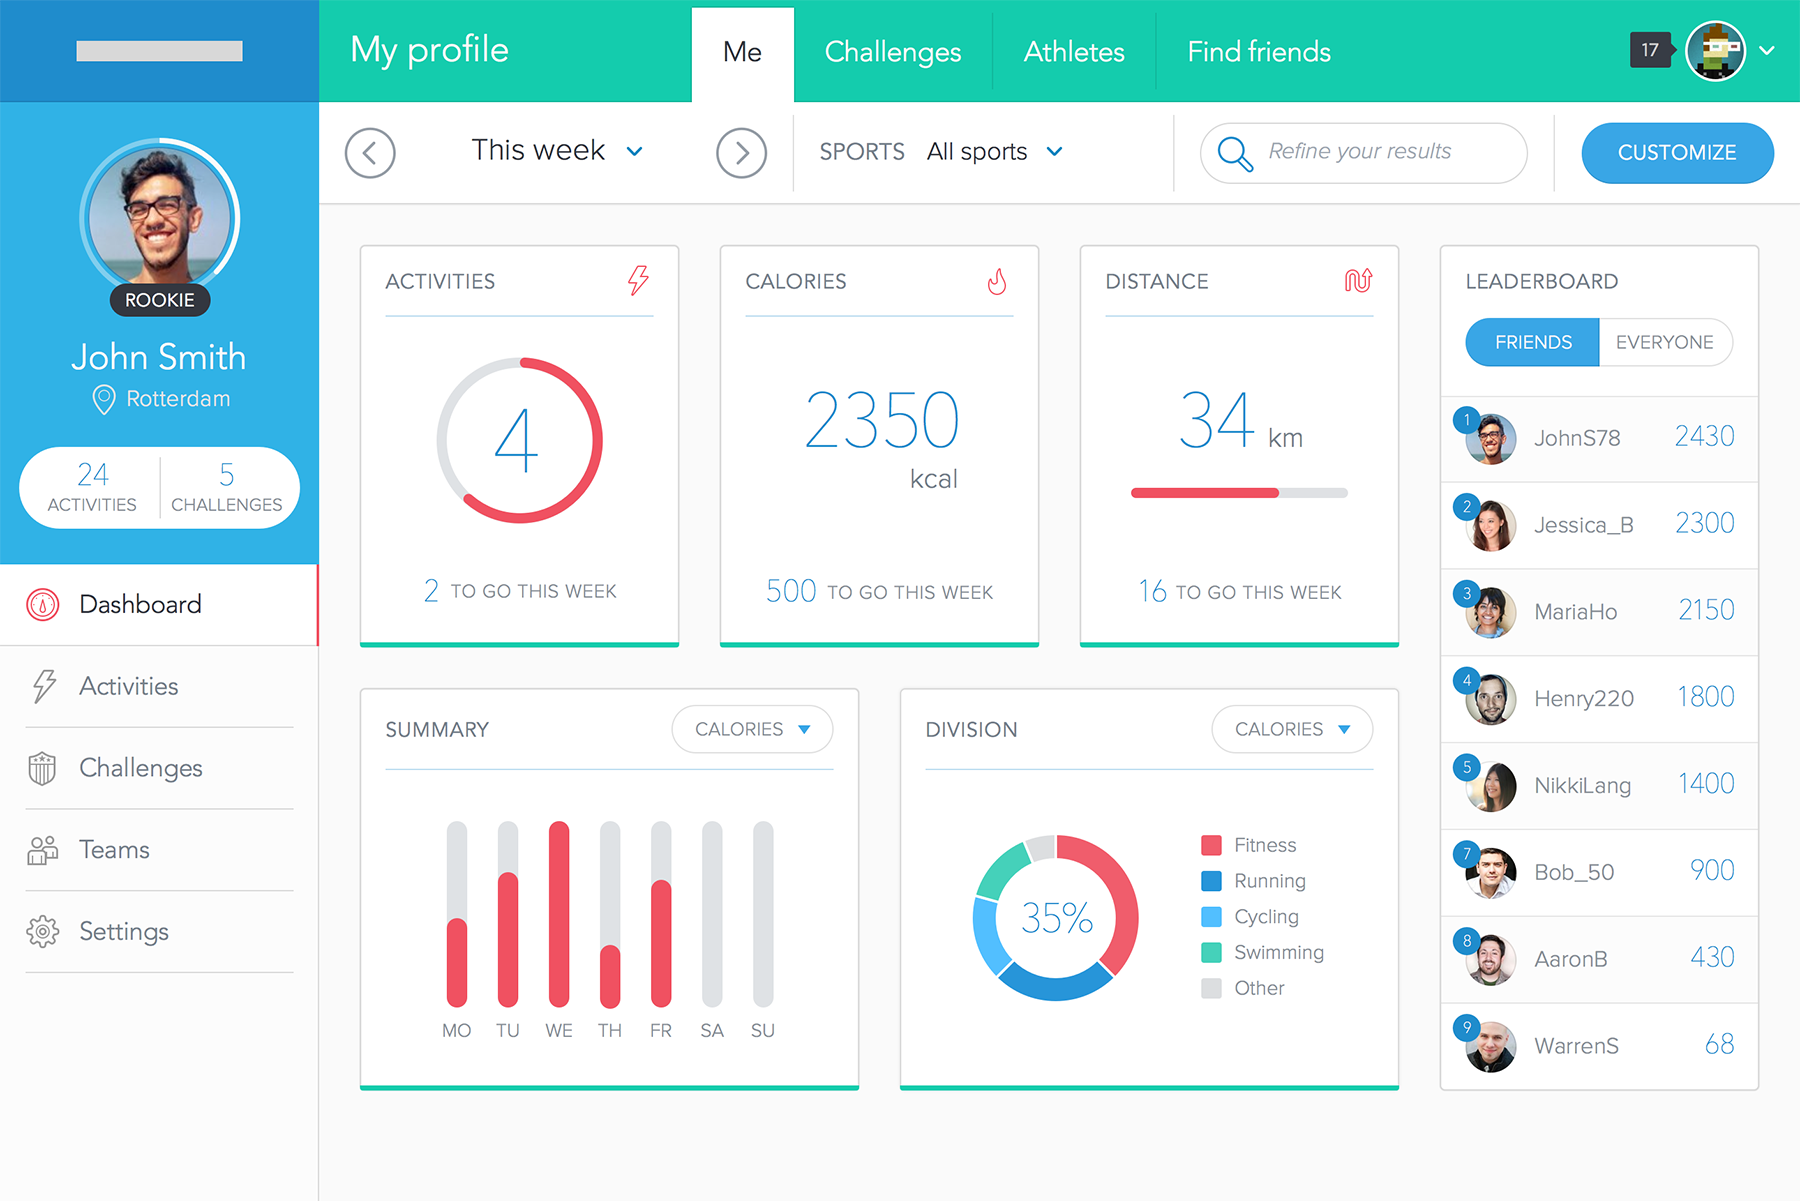 My profile
Me
Challenges
Athletes
Find friends
17
This week
SPORTS All sports
Refine your results
CUSTOMIZE
ROOKIE
John Smith
Rotterdam
24
ACTIVITIES
5
CHALLENGES
Dashboard
Activities
Challenges
Teams
Settings
ACTIVITIES
4
2 TO GO THIS WEEK
CALORIES
2350
kcal
500 TO GO THIS WEEK
DISTANCE
34 km
16 TO GO THIS WEEK
SUMMARY
CALORIES
MO TU WE TH FR SA SU
DIVISION
CALORIES
35%
Fitness
Running
Cycling
Swimming
Other
LEADERBOARD
FRIENDS EVERYONE
1 JohnS78 2430
2 Jessica_B 2300
3 MariaHo 2150
4 Henry220 1800
5 NikkiLang 1400
7 Bob_50 900
8 AaronB 430
9 WarrenS 68